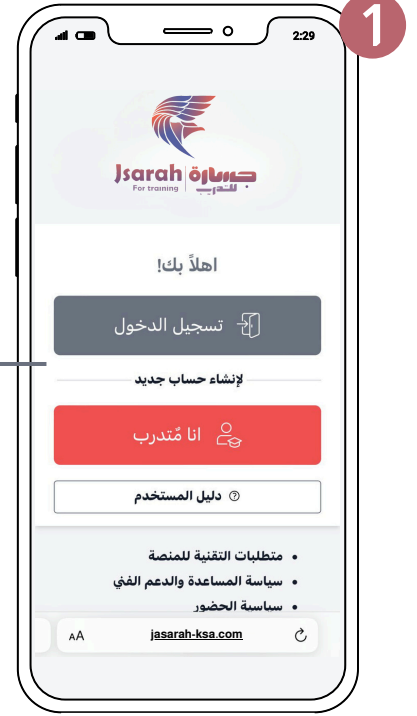 1
2:29
Jsarah جسارة
For training للتدريب
اهلاً بك!
تسجيل الدخول
لإنشاء حساب جديد
انا مُتدرب
دليل المستخدم
متطلبات التقنية للمنصة
سياسة المساعدة والدعم الفني
سياسية الحضور
AA jasarah-ksa.com